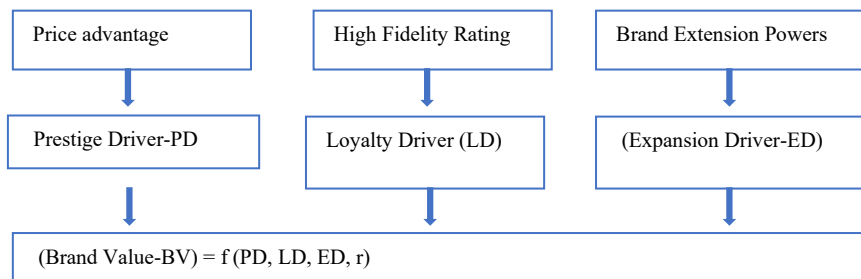 Price advantage
High Fidelity Rating
Brand Extension Powers
Prestige Driver-PD
Loyalty Driver (LD)
(Expansion Driver-ED)
(Brand Value-BV) = f (PD, LD, ED, r)